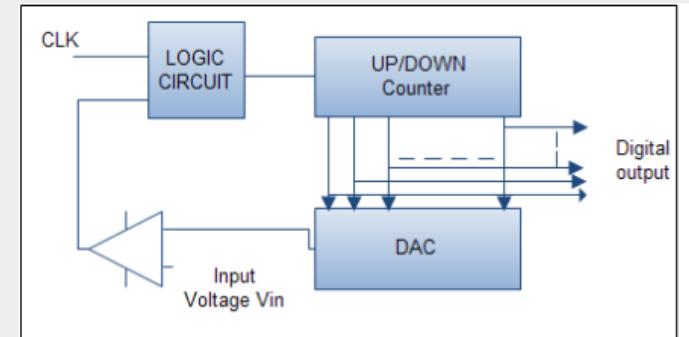 CLK
LOGIC
CIRCUIT
UP/DOWN
Counter
Digital
output
DAC
Input
Voltage Vin